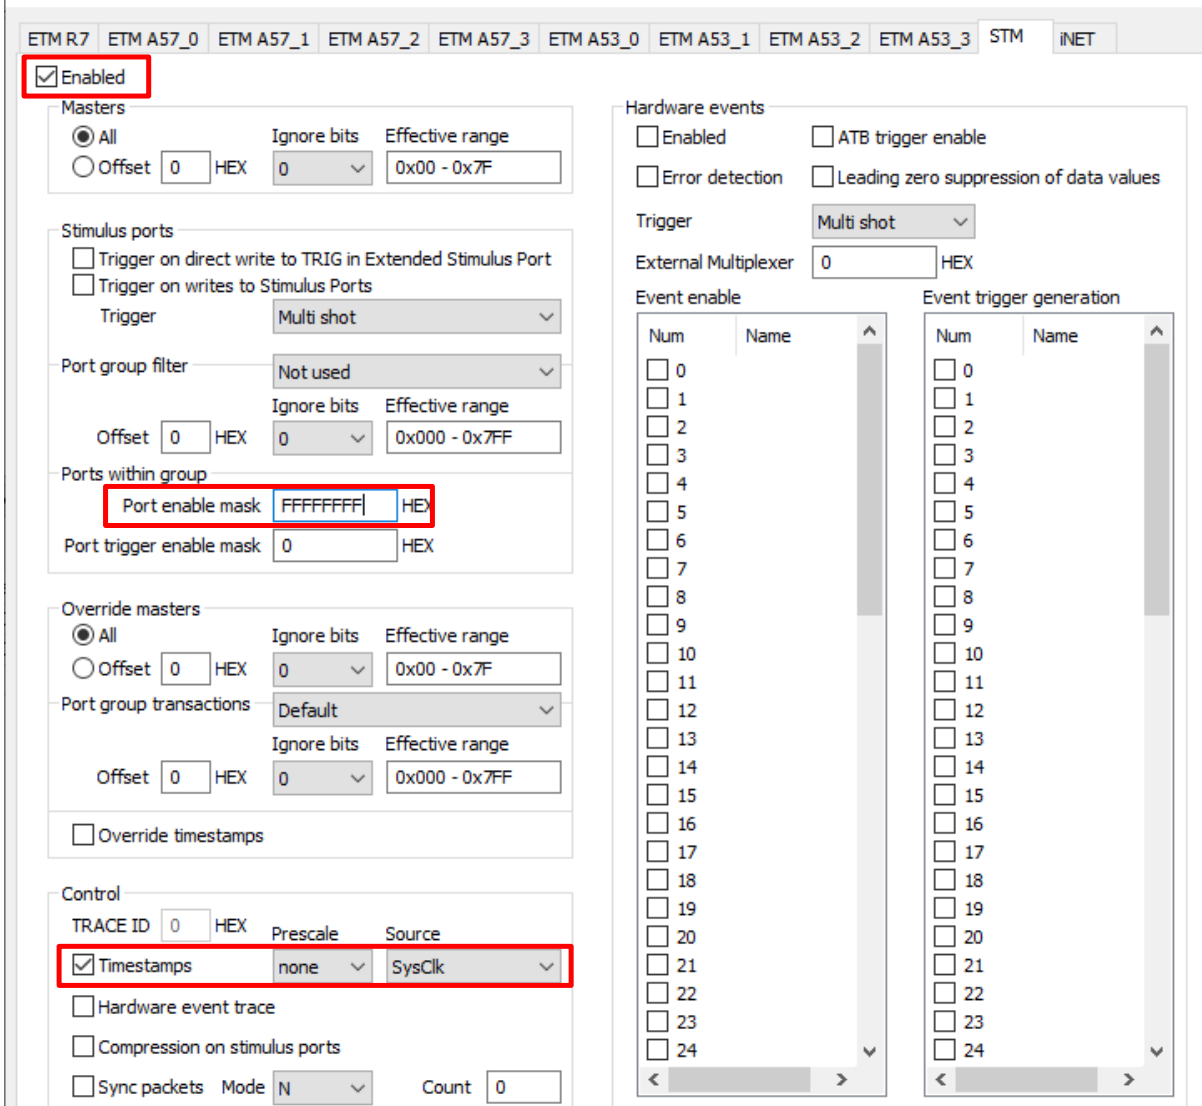 ETM R7 ETM A57_0 ETM A57_1 ETM A57_2 ETM A57_3 ETM A53_0 ETM A53_1 ETM A53_2 ETM A53_3 STM iNET
Enabled
Masters
All Ignore bits Effective range
Offset 0 HEX 0 0x00 - 0x7F
Stimulus ports
Trigger on direct write to TRIG in Extended Stimulus Port
Trigger on writes to Stimulus Ports
Trigger Multi shot
Port group filter Not used
Ignore bits Effective range
Offset 0 HEX 0 0x000 - 0x7FF
Ports within group
Port enable mask FFFFFFFF HEX
Port trigger enable mask 0 HEX
Override masters
All Ignore bits Effective range
Offset 0 HEX 0 0x00 - 0x7F
Port group transactions Default
Ignore bits Effective range
Offset 0 HEX 0 0x000 - 0x7FF
Override timestamps
Control
TRACE ID 0 HEX Prescale Source
Timestamps none SysClk
Hardware event trace
Compression on stimulus ports
Sync packets Mode N Count 0
Hardware events
Enabled ATB trigger enable
Error detection Leading zero suppression of data values
Trigger Multi shot
External Multiplexer 0 HEX
Event enable Event trigger generation
Num Name Num Name
0 0
1 1
2 2
3 3
4 4
5 5
6 6
7 7
8 8
9 9
10 10
11 11
12 12
13 13
14 14
15 15
16 16
17 17
18 18
19 19
20 20
21 21
22 22
23 23
24 24